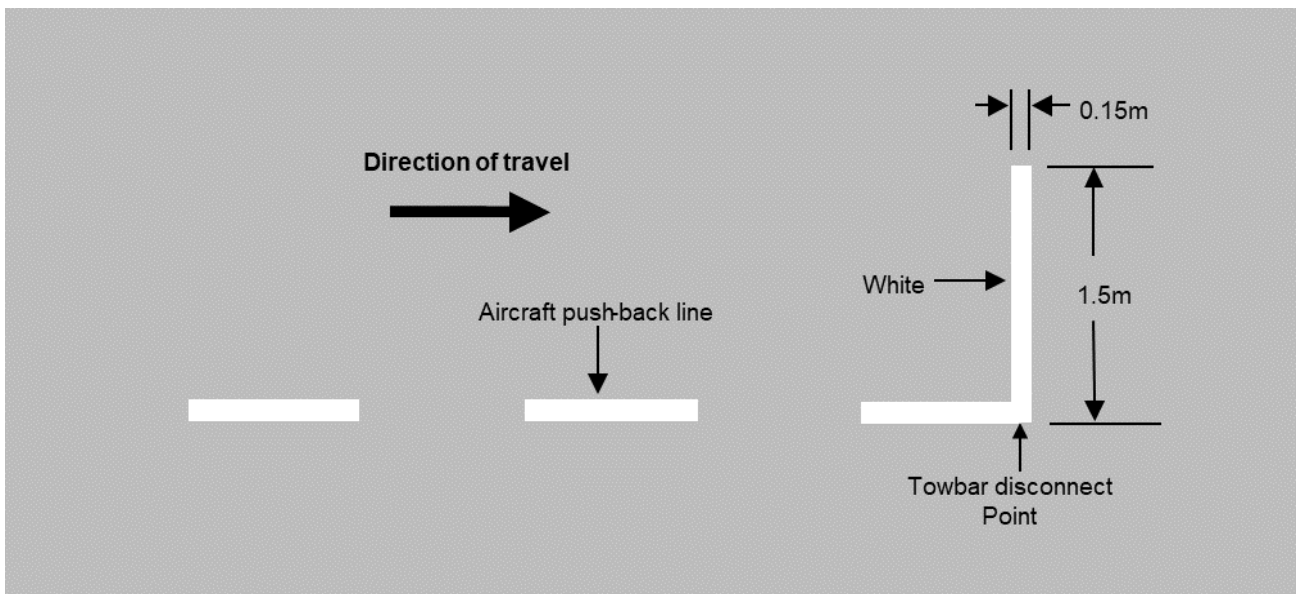 0.15m
Direction of travel
White
1.5m
Aircraft push-back line
Towbar disconnect
Point